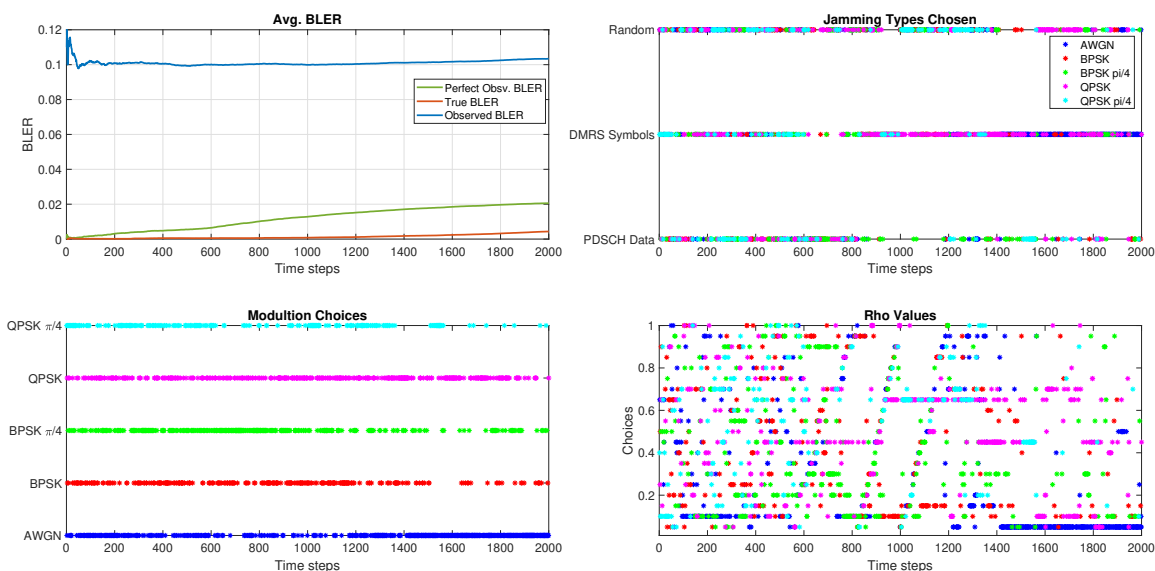 Avg. BLER
0.12
0.1
0.08
0.06
0.04
0.02
0
BLER
Perfect Obsv. BLER
True BLER
Observed BLER
0 200 400 600 800 1000 1200 1400 1600 1800 2000
Time steps
Jamming Types Chosen
Random
DMRS Symbols
PDSCH Data
AWGN
BPSK
BPSK pi/4
QPSK
QPSK pi/4
0 200 400 600 800 1000 1200 1400 1600 1800 2000
Time steps
Modultion Choices
QPSK π/4
QPSK
BPSK π/4
BPSK
AWGN
0 200 400 600 800 1000 1200 1400 1600 1800 2000
Time steps
Rho Values
1
0.8
0.6
0.4
0.2
Choices
0 200 400 600 800 1000 1200 1400 1600 1800 2000
Time steps